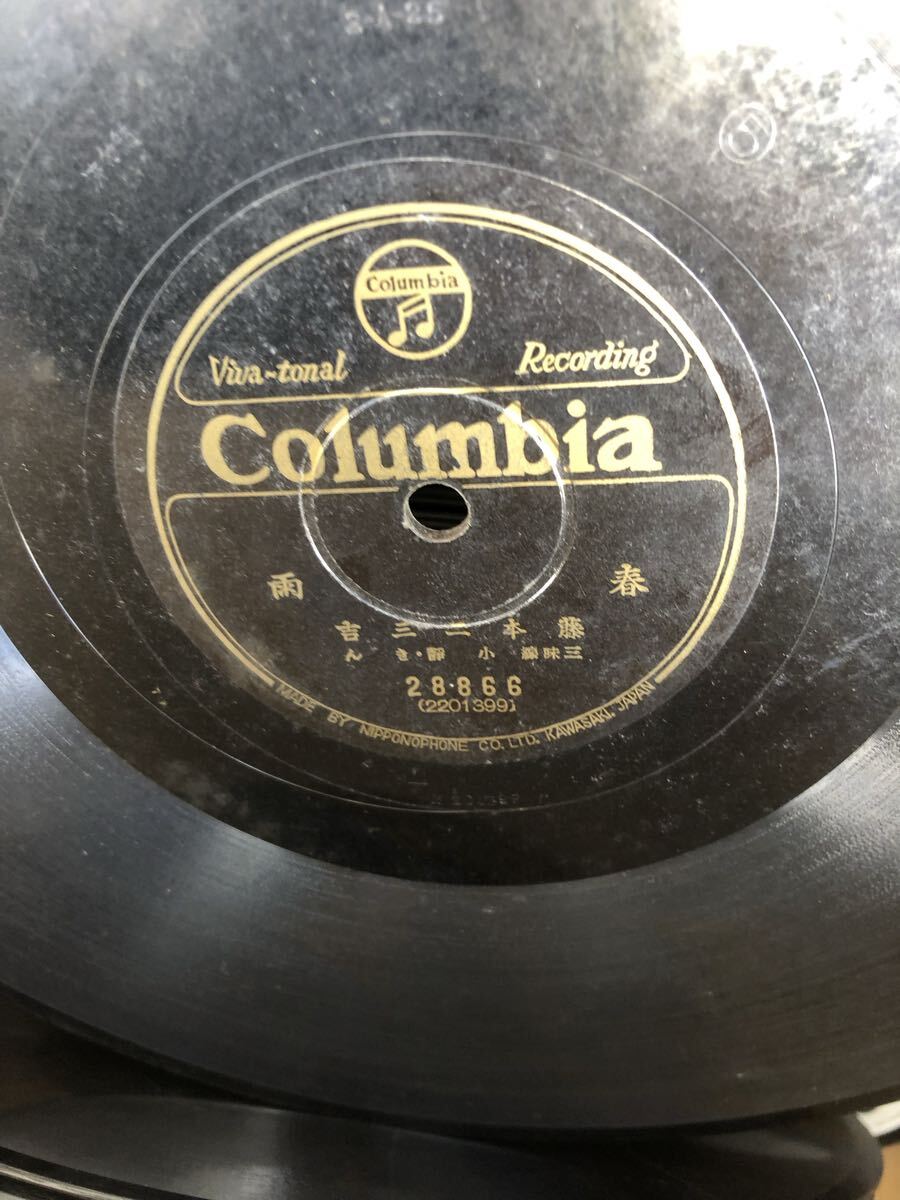 Columbia
Viva-tonal Recording
Columbia
春雨
藤本二三吉
三味線 小静・きん
28866
(2201399)
MADE BY NIPPONOPHONE CO. LTD. KAWASAKI, JAPAN